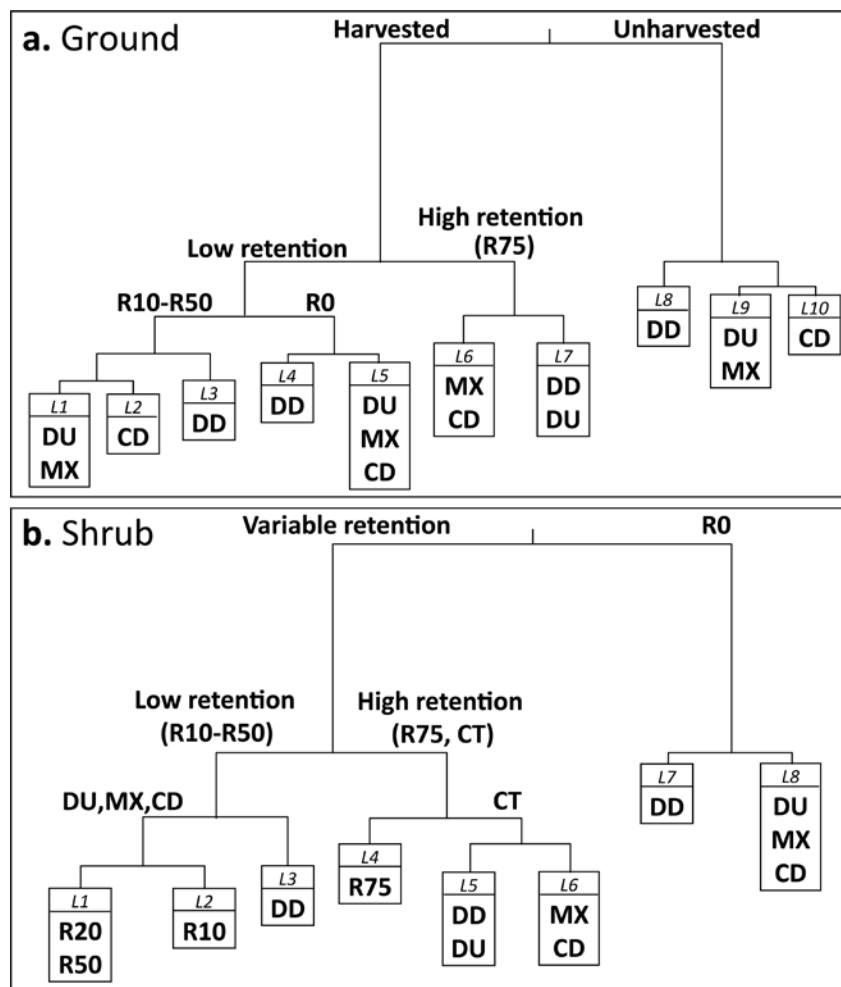 a. Ground
Harvested
Unharvested
High retention
(R75)
Low retention
R10-R50
R0
L1
DU
MX
L2
CD
L3
DD
L4
DD
L5
DU
MX
CD
L6
MX
CD
L7
DD
DU
L8
DD
L9
DU
MX
L10
CD
b. Shrub
Variable retention
R0
Low retention
(R10-R50)
High retention
(R75, CT)
DU,MX,CD
CT
L1
R20
R50
L2
R10
L3
DD
L4
R75
L5
DD
DU
L6
MX
CD
L7
DD
L8
DU
MX
CD